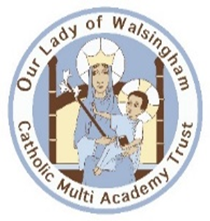 Our Lady of Walsingham
Catholic Multi Academy Trust